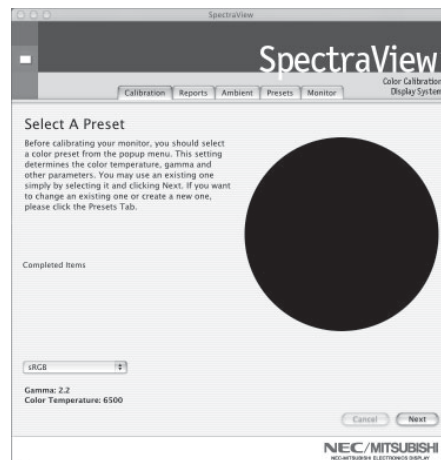 SpectraView
SpectraView
Color Calibration
Display System
Calibration
Reports
Ambient
Presets
Monitor
Select A Preset
Before calibrating your monitor, you should select
a color preset from the popup menu. This setting
determines the color temperature, gamma and
other parameters. You may use an existing one
simply by selecting it and clicking Next. If you want
to change an existing one or create a new one,
please click the Presets Tab.
Completed Items
sRGB
Gamma: 2.2
Color Temperature: 6500
Cancel
Next
NEC/MITSUBISHI
NEC-MITSUBISHI ELECTRONICS DISPLAY